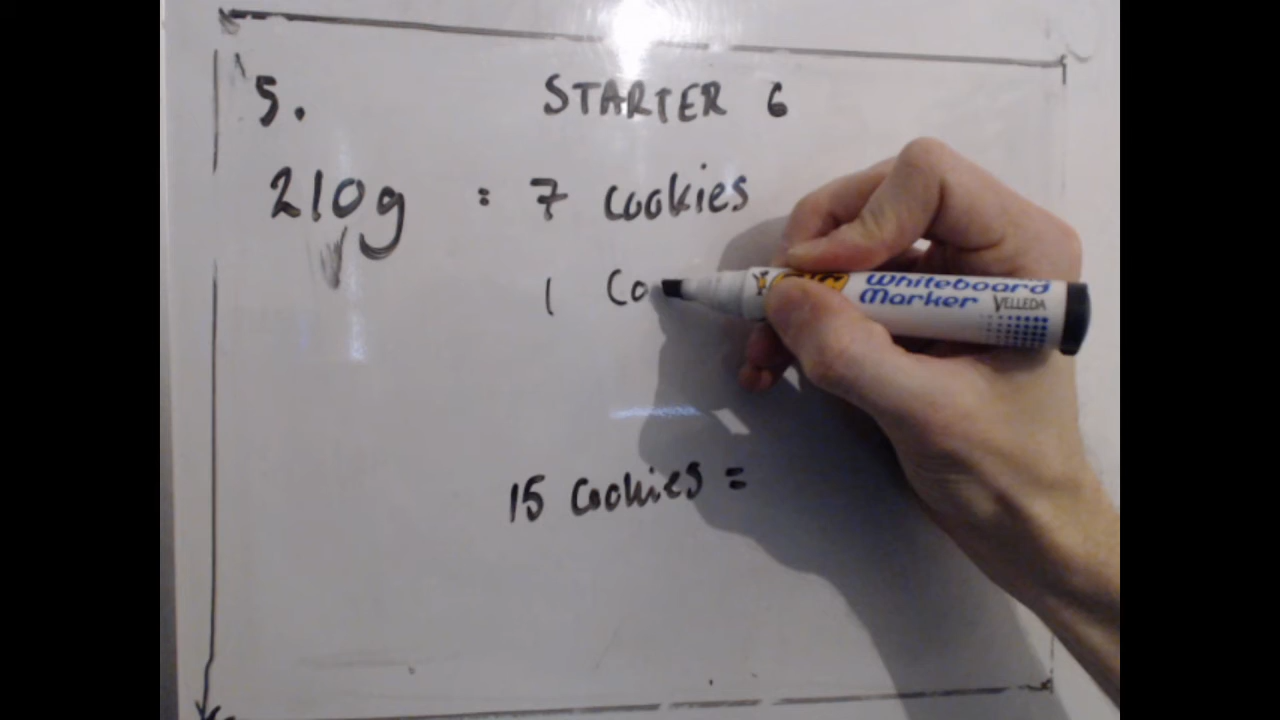 5. STARTER 6
210g = 7 cookies
1 Co
15 cookies =
Whiteboard
Marker VELLEDA